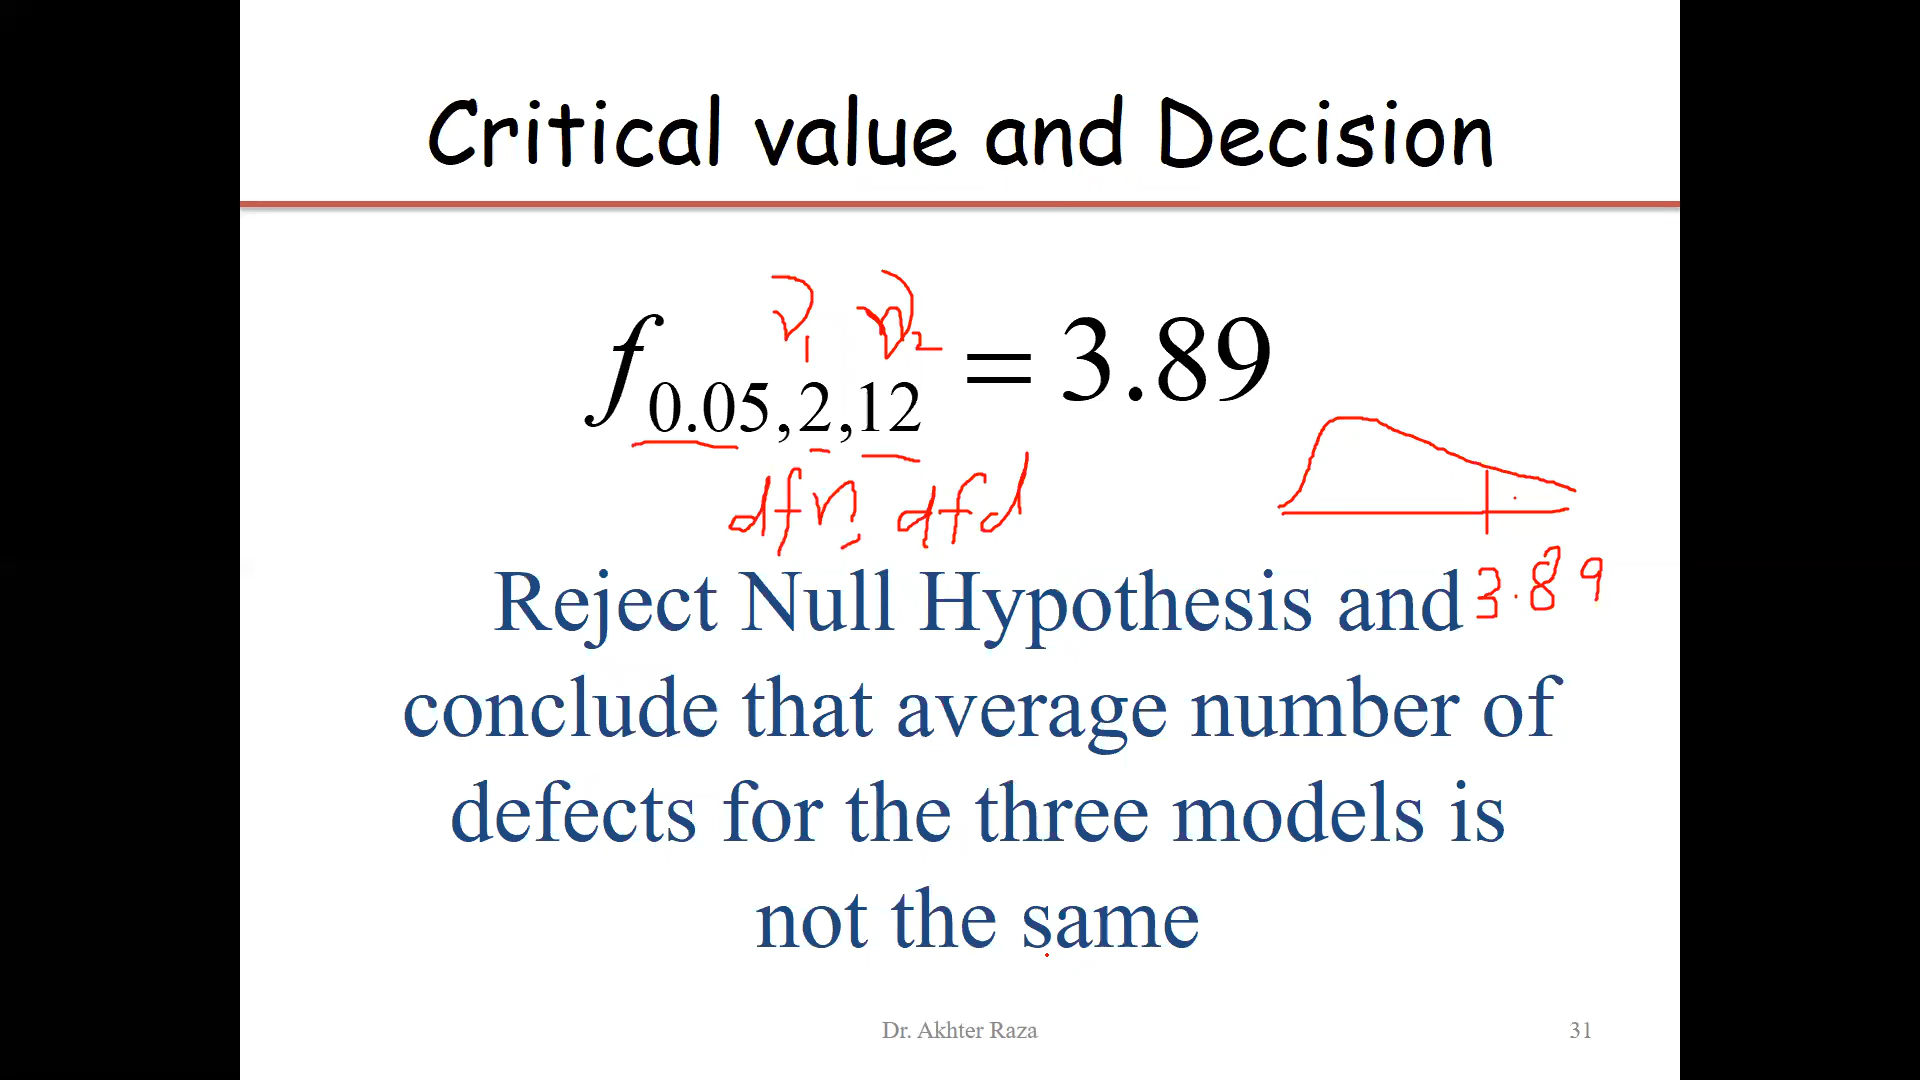 Critical value and Decision
ν1 ν2
f0.05,2,12 = 3.89
dfn dfd
3.89
Reject Null Hypothesis and
conclude that average number of
defects for the three models is
not the same
Dr. Akhter Raza
31